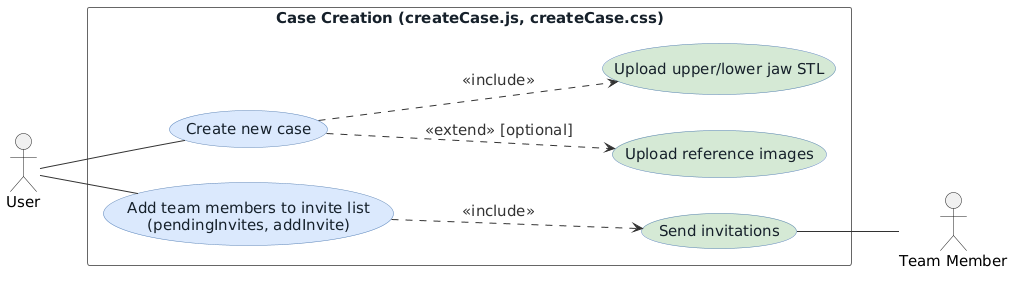 Case Creation (createCase.js, createCase.css)
Upload upper/lower jaw STL
«include»
Create new case
«extend» [optional]
Upload reference images
User
Add team members to invite list
(pendingInvites, addInvite)
«include»
Send invitations
Team Member